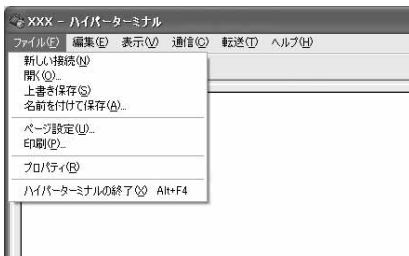 XXX - ハイパーターミナル
ファイル(F) 編集(E) 表示(V) 通信(C) 転送(T) ヘルプ(H)
新しい接続(N)
開く(O)...
上書き保存(S)
名前を付けて保存(A)...
ページ設定(U)...
印刷(P)...
プロパティ(R)
ハイパーターミナルの終了(X) Alt+F4